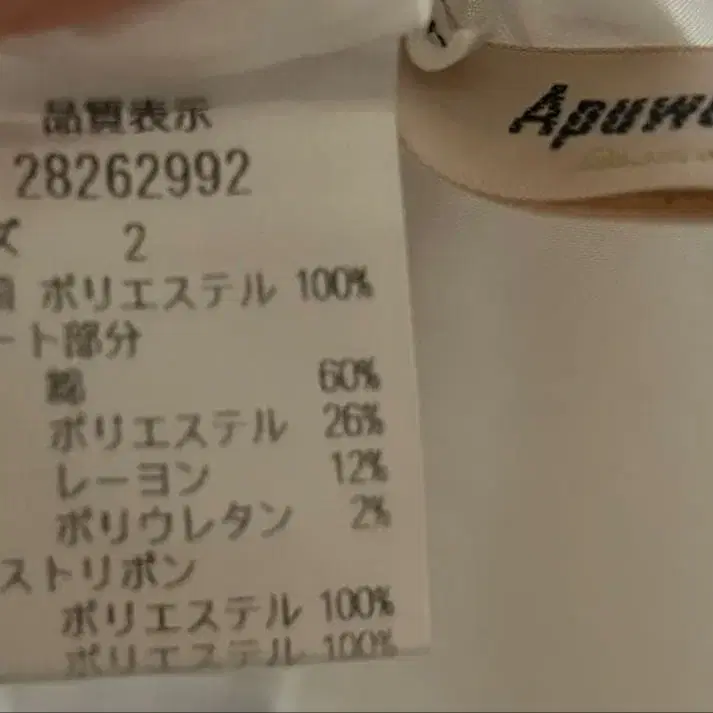 品質表示
28262992
ズ 2
ポリエステル 100%
ート部分
綿 60%
ポリエステル 26%
レーヨン 12%
ポリウレタン 2%
ストリボン
ポリエステル 100%
ポリエステル 100%
Apuw